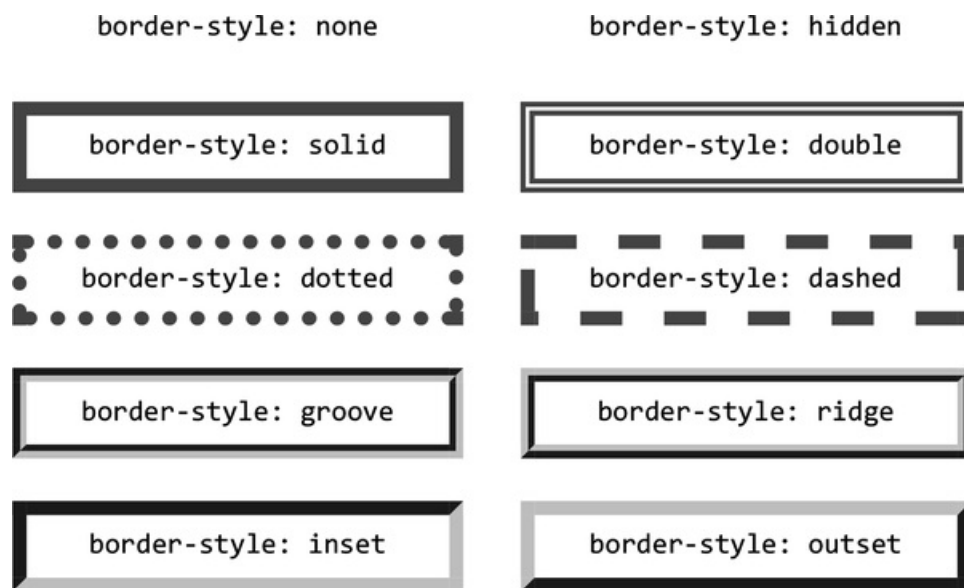 border-style: none
border-style: hidden
border-style: solid
border-style: double
border-style: dotted
border-style: dashed
border-style: groove
border-style: ridge
border-style: inset
border-style: outset